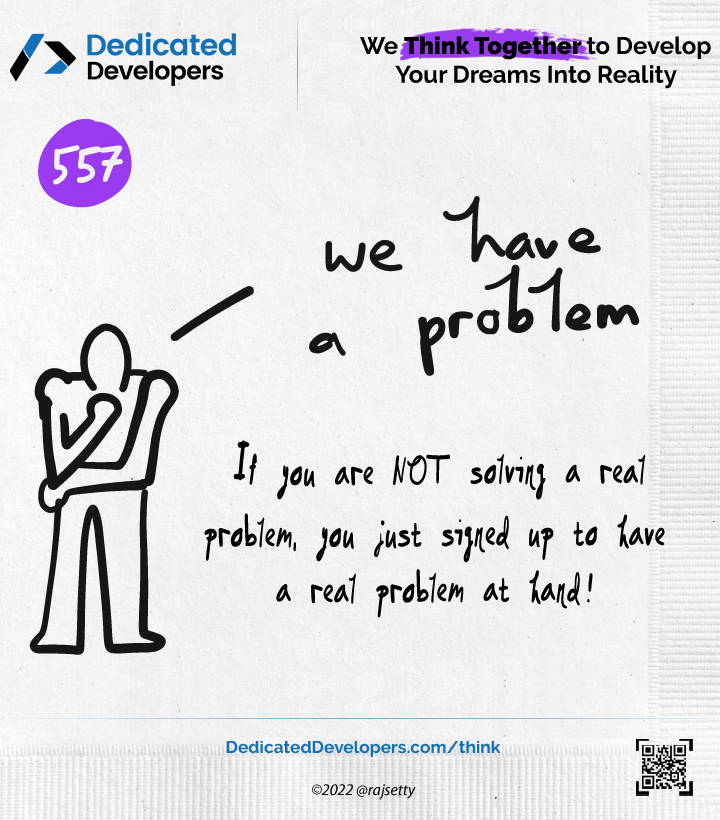 Dedicated
Developers
We Think Together to Develop
Your Dreams Into Reality
557
we have
a problem
If you are NOT solving a real
problem, you just signed up to have
a real problem at hand!
DedicatedDevelopers.com/think
©2022 @rajsetty